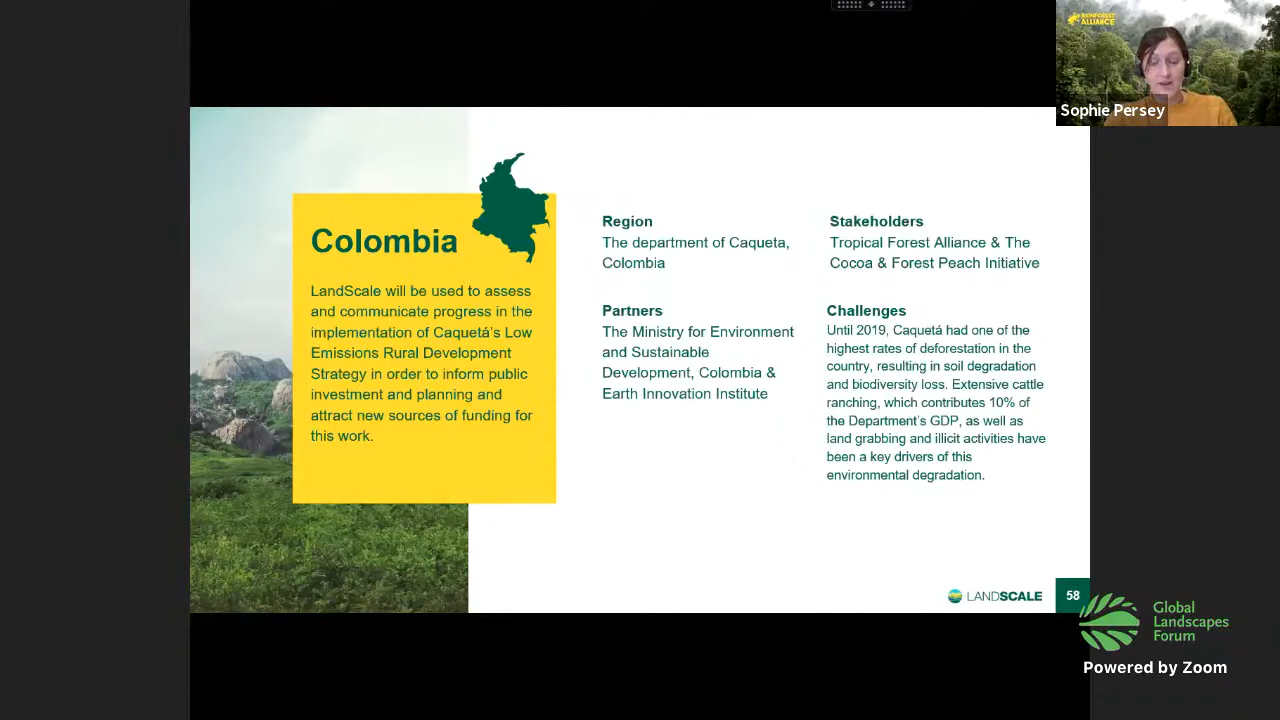 RAINFOREST
ALLIANCE
Sophie Persey
Colombia
LandScale will be used to assess
and communicate progress in the
implementation of Caquetá's Low
Emissions Rural Development
Strategy in order to inform public
investment and planning and
attract new sources of funding for
this work.
Region
The department of Caqueta,
Colombia
Partners
The Ministry for Environment
and Sustainable
Development, Colombia &
Earth Innovation Institute
Stakeholders
Tropical Forest Alliance & The
Cocoa & Forest Peach Initiative
Challenges
Until 2019, Caquetá had one of the
highest rates of deforestation in the
country, resulting in soil degradation
and biodiversity loss. Extensive cattle
ranching, which contributes 10% of
the Department's GDP, as well as
land grabbing and illicit activities have
been a key drivers of this
environmental degradation.
LANDSCALE
58
Global
Landscapes
Forum
Powered by Zoom